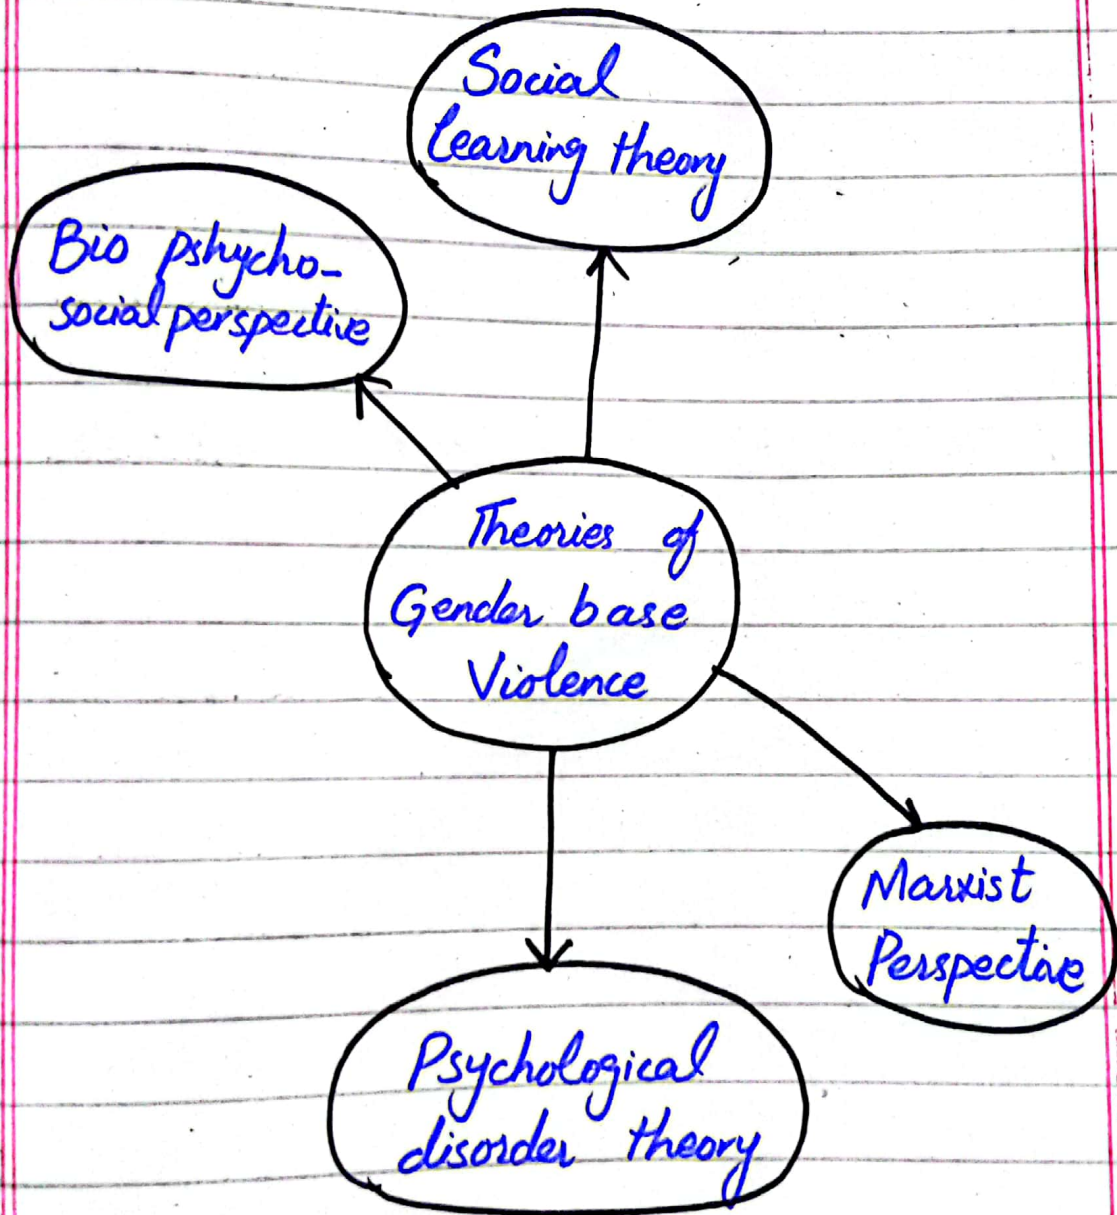 Social
learning theory
Bio pshycho-
social perspective
Theories of
Gender base
Violence
Marxist
Perspective
Psychological
disorder theory